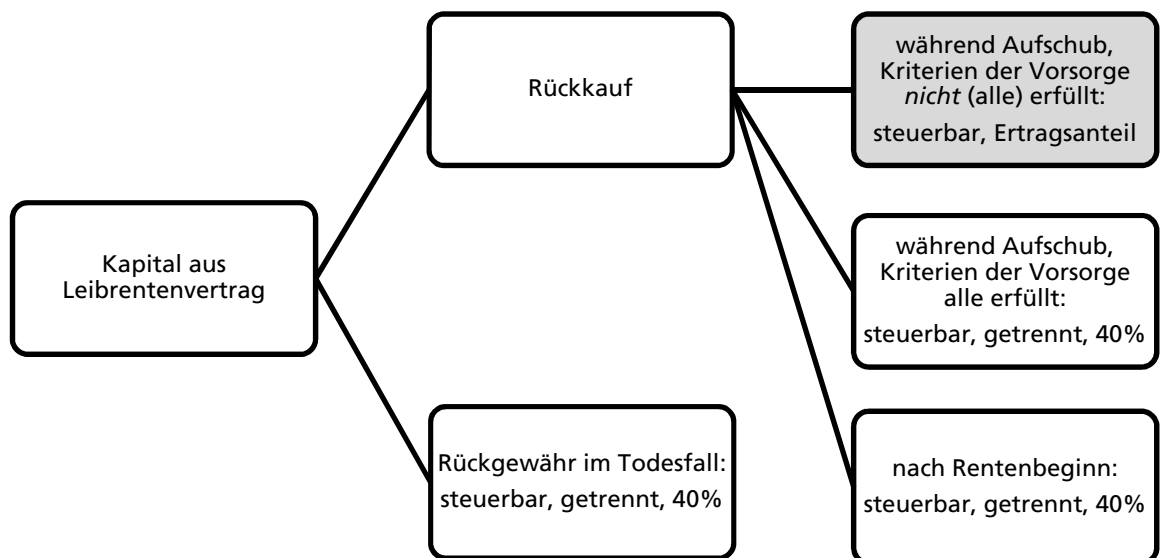 Kapital aus
Leibrentenvertrag
Rückkauf
während Aufschub,
Kriterien der Vorsorge
nicht (alle) erfüllt:
steuerbar, Ertragsanteil
während Aufschub,
Kriterien der Vorsorge
alle erfüllt:
steuerbar, getrennt, 40%
nach Rentenbeginn:
steuerbar, getrennt, 40%
Rückgewähr im Todesfall:
steuerbar, getrennt, 40%